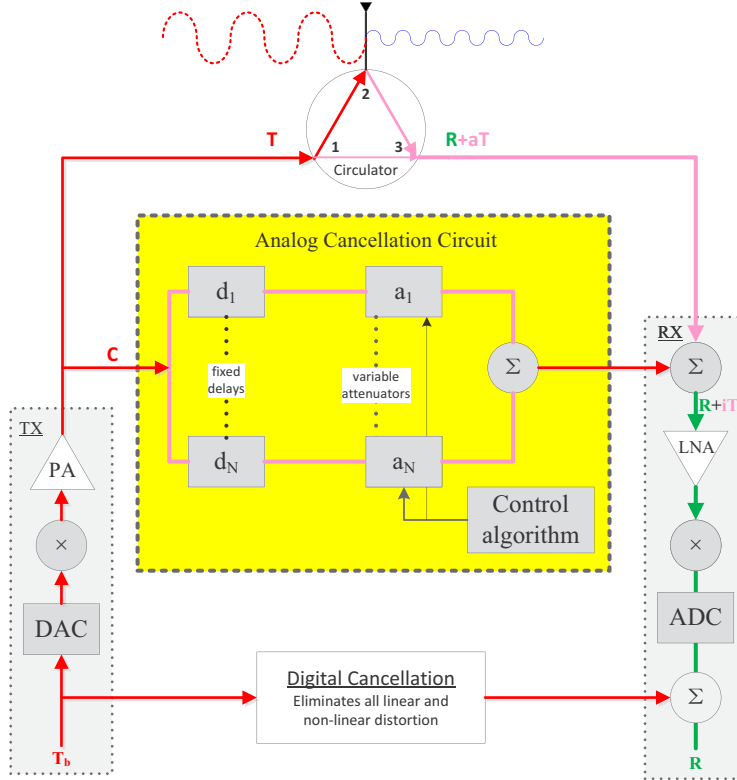 2
T
1
3
R+aT
Circulator
Analog Cancellation Circuit
d1
a1
RX
C
fixed
delays
variable
attenuators
Σ
Σ
R+iT
TX
PA
dN
aN
LNA
Control
algorithm
×
×
DAC
ADC
Digital Cancellation
Eliminates all linear and
non-linear distortion
Σ
Tb
R